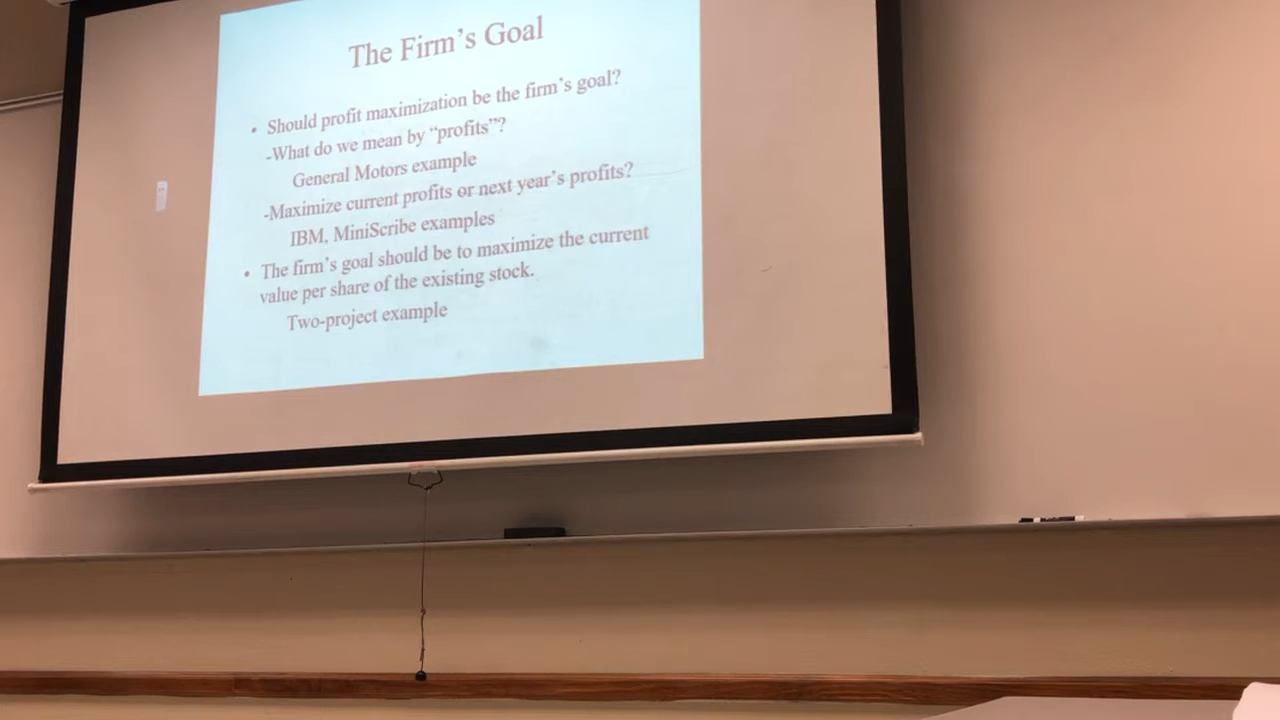 The Firm's Goal
• Should profit maximization be the firm's goal?
-What do we mean by “profits”?
General Motors example
-Maximize current profits or next year's profits?
IBM, MiniScribe examples
• The firm's goal should be to maximize the current
value per share of the existing stock.
Two-project example